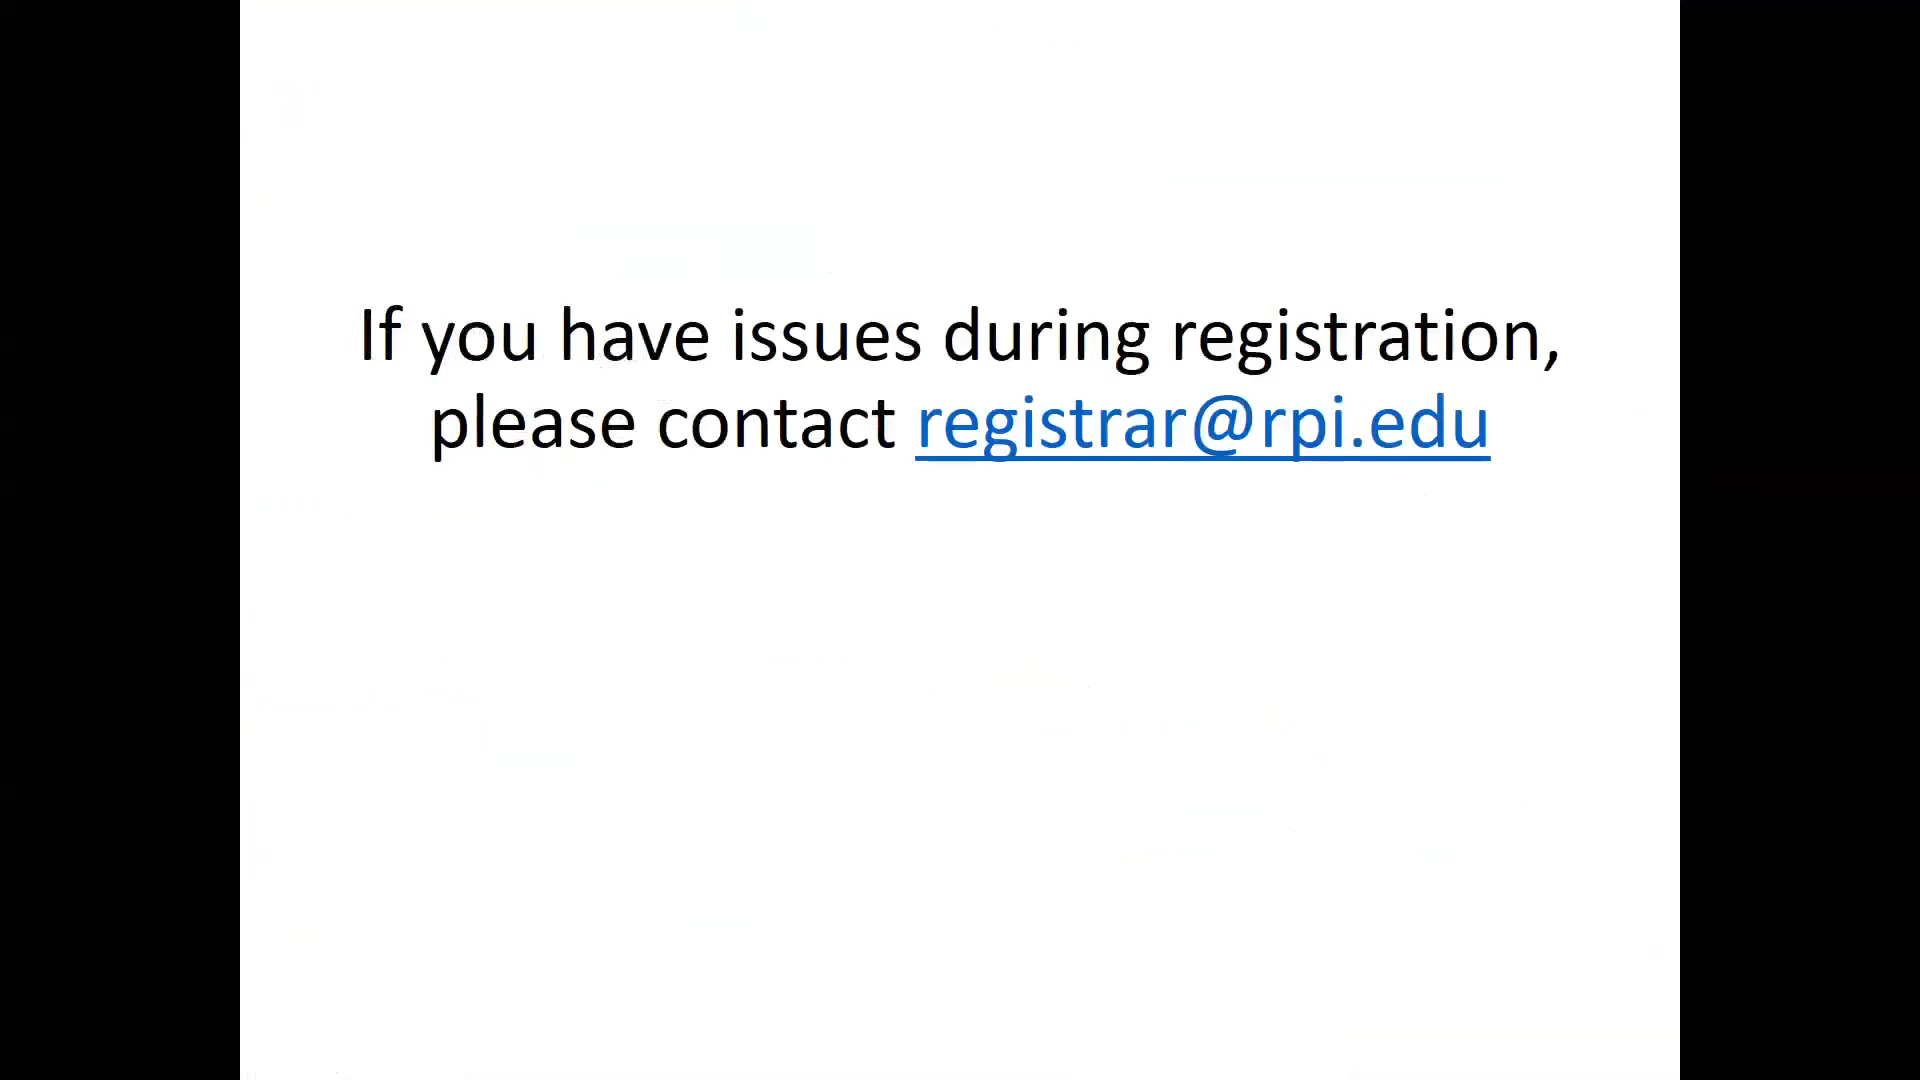 If you have issues during registration,
please contact registrar@rpi.edu